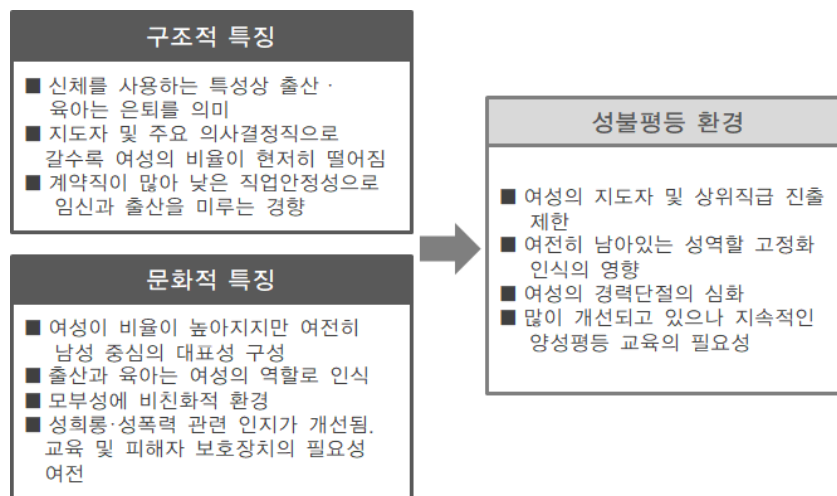 구조적 특징
■ 신체를 사용하는 특성상 출산 ·
육아는 은퇴를 의미
■ 지도자 및 주요 의사결정직으로
갈수록 여성의 비율이 현저히 떨어짐
■ 계약직이 많아 낮은 직업안정성으로
임신과 출산을 미루는 경향
문화적 특징
■ 여성이 비율이 높아지지만 여전히
남성 중심의 대표성 구성
■ 출산과 육아는 여성의 역할로 인식
■ 모부성에 비친화적 환경
■ 성희롱·성폭력 관련 인지가 개선됨.
교육 및 피해자 보호장치의 필요성
여전
성불평등 환경
■ 여성의 지도자 및 상위직급 진출
제한
■ 여전히 남아있는 성역할 고정화
인식의 영향
■ 여성의 경력단절의 심화
■ 많이 개선되고 있으나 지속적인
양성평등 교육의 필요성